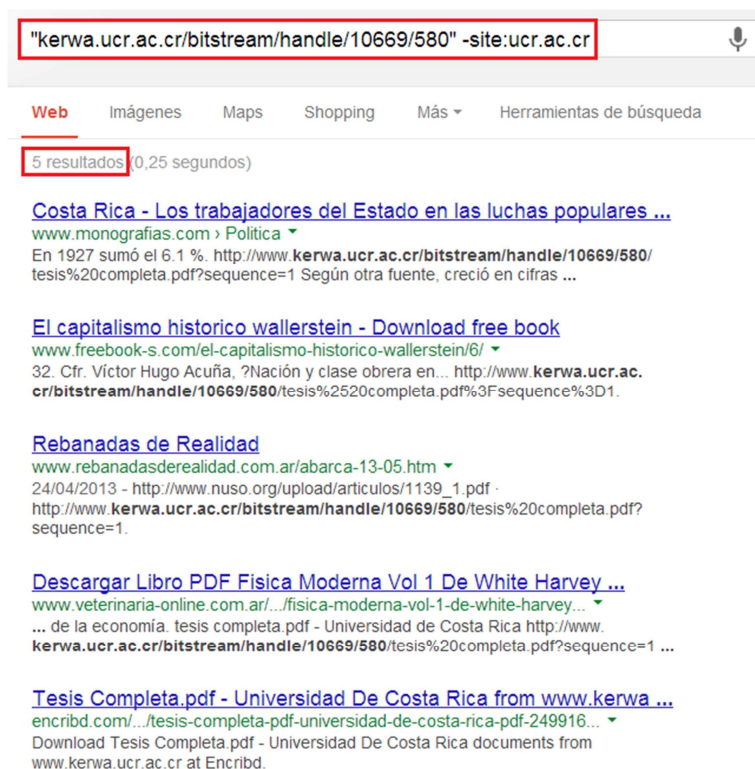 "kerwa.ucr.ac.cr/bitstream/handle/10669/580" -site:ucr.ac.cr
Web Imágenes Maps Shopping Más Herramientas de búsqueda
5 resultados (0,25 segundos)
Costa Rica - Los trabajadores del Estado en las luchas populares ...
www.monografias.com › Politica
En 1927 sumó el 6.1 %. http://www.kerwa.ucr.ac.cr/bitstream/handle/10669/580/
tesis%20completa.pdf?sequence=1 Según otra fuente, creció en cifras ...
El capitalismo historico wallerstein - Download free book
www.freebook-s.com/el-capitalismo-historico-wallerstein/6/
32. Cfr. Víctor Hugo Acuña, ?Nación y clase obrera en... http://www.kerwa.ucr.ac.
cr/bitstream/handle/10669/580/tesis%2520completa.pdf%3Fsequence%3D1.
Rebanadas de Realidad
www.rebanadasderealidad.com.ar/abarca-13-05.htm
24/04/2013 - http://www.nuso.org/upload/articulos/1139_1.pdf ·
http://www.kerwa.ucr.ac.cr/bitstream/handle/10669/580/tesis%20completa.pdf?
sequence=1.
Descargar Libro PDF Fisica Moderna Vol 1 De White Harvey ...
www.veterinaria-online.com.ar/.../fisica-moderna-vol-1-de-white-harvey...
... de la economía. tesis completa.pdf - Universidad de Costa Rica http://www.
kerwa.ucr.ac.cr/bitstream/handle/10669/580/tesis%20completa.pdf?sequence=1 ...
Tesis Completa.pdf - Universidad De Costa Rica from www.kerwa ...
encribd.com/.../tesis-completa-pdf-universidad-de-costa-rica-pdf-249916...
Download Tesis Completa.pdf - Universidad De Costa Rica documents from
www.kerwa.ucr.ac.cr at Encribd.